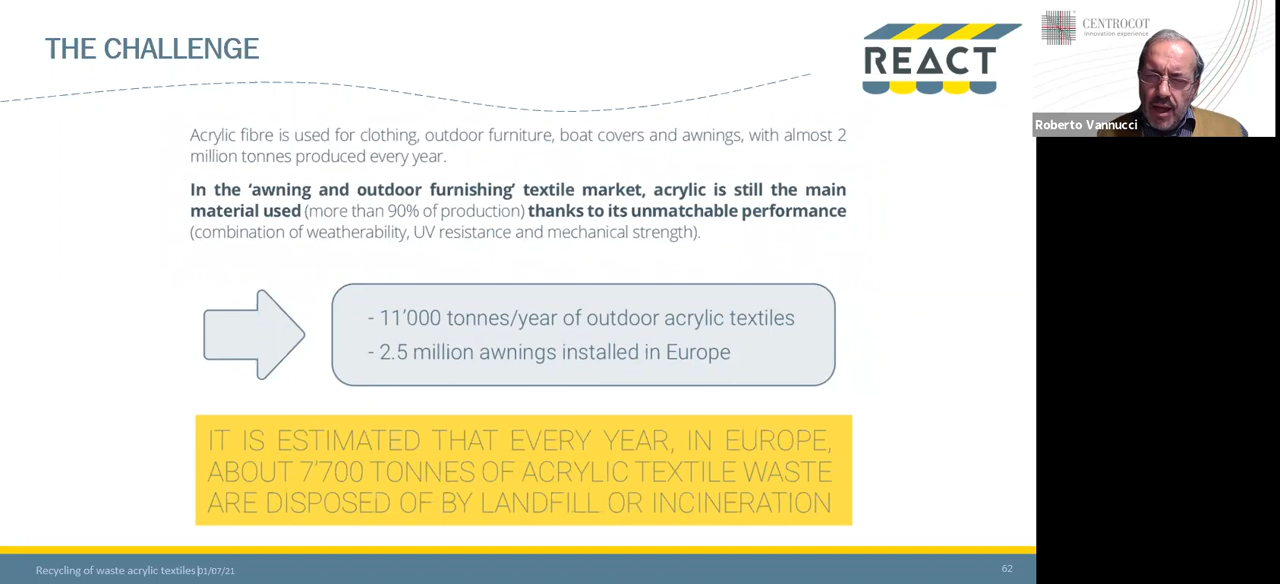 THE CHALLENGE
REACT
CENTROCOT
Innovation experience
Roberto Vannucci
Acrylic fibre is used for clothing, outdoor furniture, boat covers and awnings, with almost 2
million tonnes produced every year.
In the ‘awning and outdoor furnishing’ textile market, acrylic is still the main
material used (more than 90% of production) thanks to its unmatchable performance
(combination of weatherability, UV resistance and mechanical strength).
- 11’000 tonnes/year of outdoor acrylic textiles
- 2.5 million awnings installed in Europe
IT IS ESTIMATED THAT EVERY YEAR, IN EUROPE,
ABOUT 7’700 TONNES OF ACRYLIC TEXTILE WASTE
ARE DISPOSED OF BY LANDFILL OR INCINERATION
Recycling of waste acrylic textiles|01/07/21
62